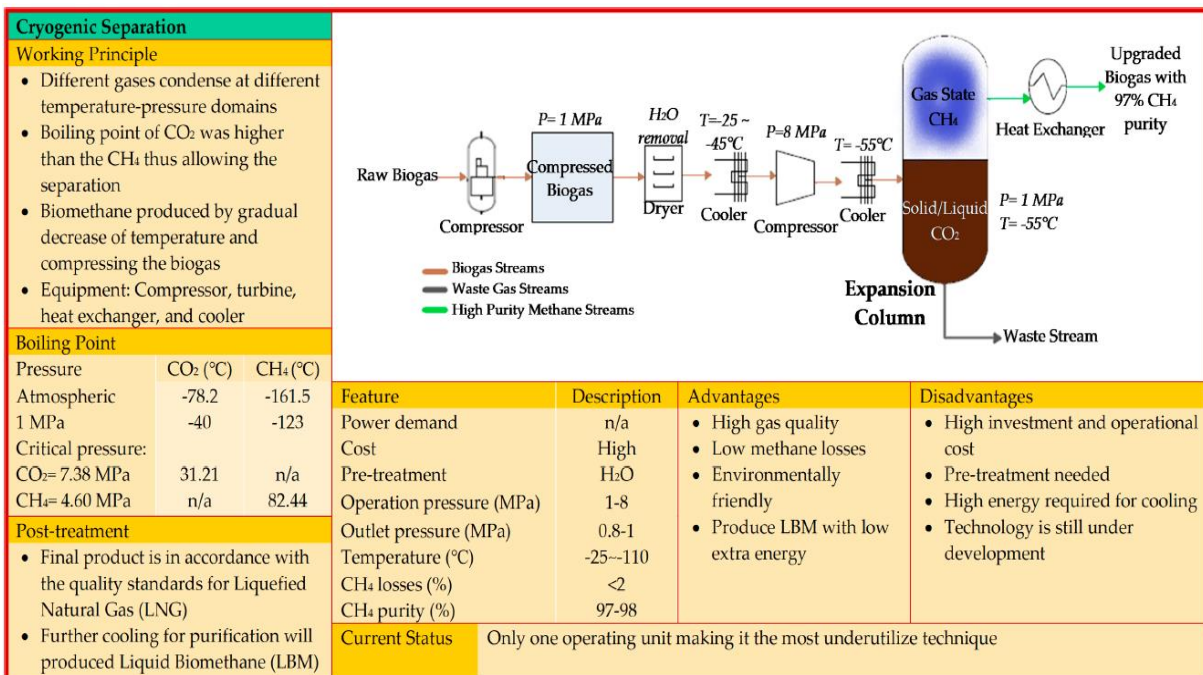 Cryogenic Separation
Working Principle
• Different gases condense at different
temperature-pressure domains
• Boiling point of CO₂ was higher
than the CH₄ thus allowing the
separation
• Biomethane produced by gradual
decrease of temperature and
compressing the biogas
• Equipment: Compressor, turbine,
heat exchanger, and cooler
Boiling Point
Pressure CO₂ (°C) CH₄ (°C)
Atmospheric -78.2 -161.5
1 MPa -40 -123
Critical pressure:
CO₂= 7.38 MPa 31.21 n/a
CH₄= 4.60 MPa n/a 82.44
Post-treatment
• Final product is in accordance with
the quality standards for Liquefied
Natural Gas (LNG)
• Further cooling for purification will
produced Liquid Biomethane (LBM)
Raw Biogas
Compressor
P= 1 MPa
Compressed
Biogas
H₂O
removal
Dryer
T=-25 ~
-45°C
Cooler
P=8 MPa
Compressor
T= -55°C
Cooler
Gas State
CH₄
Solid/Liquid
CO₂
P= 1 MPa
T= -55°C
Expansion
Column
Heat Exchanger
Upgraded
Biogas with
97% CH₄
purity
Waste Stream
Biogas Streams
Waste Gas Streams
High Purity Methane Streams
Feature Description
Power demand n/a
Cost High
Pre-treatment H₂O
Operation pressure (MPa) 1-8
Outlet pressure (MPa) 0.8-1
Temperature (°C) -25~-110
CH₄ losses (%) <2
CH₄ purity (%) 97-98
Advantages
• High gas quality
• Low methane losses
• Environmentally
friendly
• Produce LBM with low
extra energy
Disadvantages
• High investment and operational
cost
• Pre-treatment needed
• High energy required for cooling
• Technology is still under
development
Current Status Only one operating unit making it the most underutilize technique